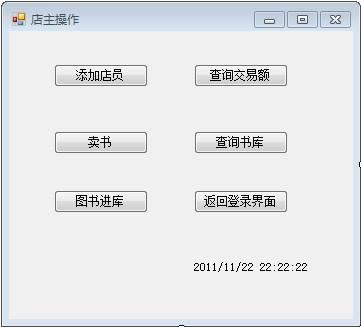 店主操作
添加店员 查询交易额
卖书 查询书库
图书进库 返回登录界面
2011/11/22 22:22:22